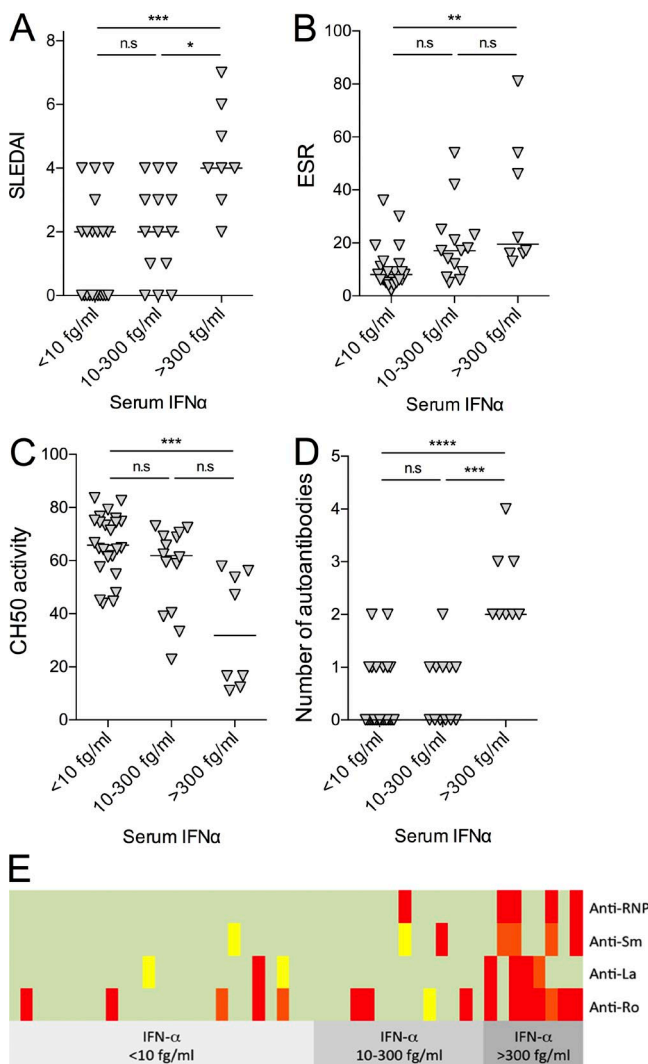 A
***
n.s
*
SLEDAI
8
6
4
2
0
<10 fg/ml
10-300 fg/ml
>300 fg/ml
Serum IFNα
B
**
n.s
n.s
ESR
100
80
60
40
20
0
<10 fg/ml
10-300 fg/ml
>300 fg/ml
Serum IFNα
C
***
n.s
n.s
CH50 activity
100
80
60
40
20
0
<10 fg/ml
10-300 fg/ml
>300 fg/ml
Serum IFNα
D
****
n.s
***
Number of autoantibodies
5
4
3
2
1
0
<10 fg/ml
10-300 fg/ml
>300 fg/ml
Serum IFNα
E
Anti-RNP
Anti-Sm
Anti-La
Anti-Ro
IFN-α
<10 fg/ml
IFN-α
10-300 fg/ml
IFN-α
>300 fg/ml